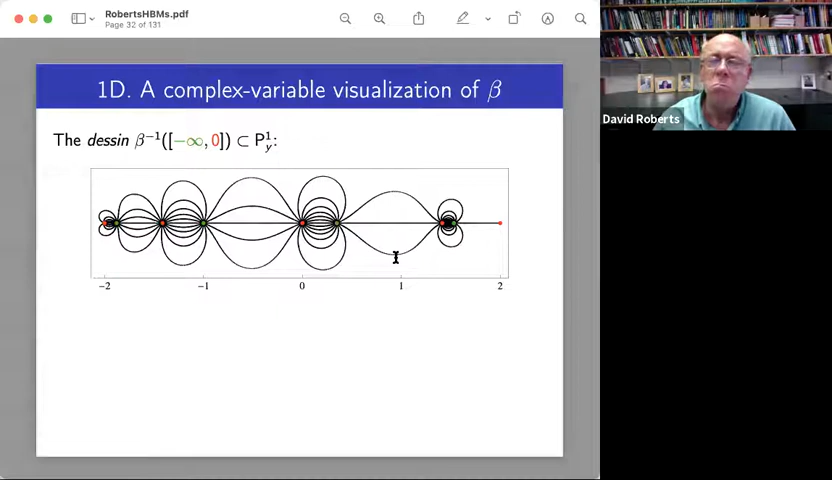 RobertsHBMs.pdf
Page 32 of 131
David Roberts
1D. A complex-variable visualization of β
The dessin β⁻¹([−∞, 0]) ⊂ P¹ᵧ:
−2 −1 0 1 2